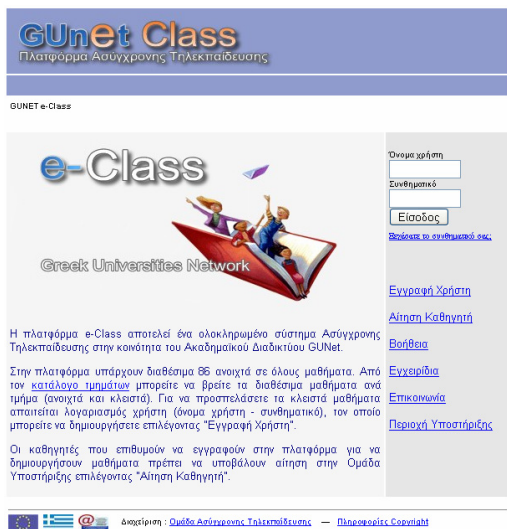 GUnet Class
Πλατφόρμα Ασύγχρονης Τηλεκπαίδευσης
GUNET e-Class
e-Class
Greek Universities Network
Όνομα χρήστη
Συνθηματικό
Είσοδος
Ξεχάσατε το συνθηματικό σας;
Εγγραφή Χρήστη
Αίτηση Καθηγητή
Βοήθεια
Εγχειρίδια
Επικοινωνία
Περιοχή Υποστήριξης
Η πλατφόρμα e-Class αποτελεί ένα ολοκληρωμένο σύστημα Ασύγχρονης
Τηλεκπαίδευσης στην κοινότητα του Ακαδημαϊκού Διαδικτύου GUNet.
Στην πλατφόρμα υπάρχουν διαθέσιμα 86 ανοιχτά σε όλους μαθήματα. Από
τον κατάλογο τμημάτων μπορείτε να βρείτε τα διαθέσιμα μαθήματα ανά
τμήμα (ανοιχτά και κλειστά). Για να προσπελάσετε τα κλειστά μαθήματα
απαιτείται λογαριασμός χρήστη (όνομα χρήστη - συνθηματικό), τον οποίο
μπορείτε να δημιουργήσετε επιλέγοντας "Εγγραφή Χρήστη".
Οι καθηγητές που επιθυμούν να εγγραφούν στην πλατφόρμα για να
δημιουργήσουν μαθήματα πρέπει να υποβάλουν αίτηση στην Ομάδα
Υποστήριξης επιλέγοντας "Αίτηση Καθηγητή".
Διαχείριση : Ομάδα Ασύγχρονης Τηλεκπαίδευσης — Πληροφορίες Copyright